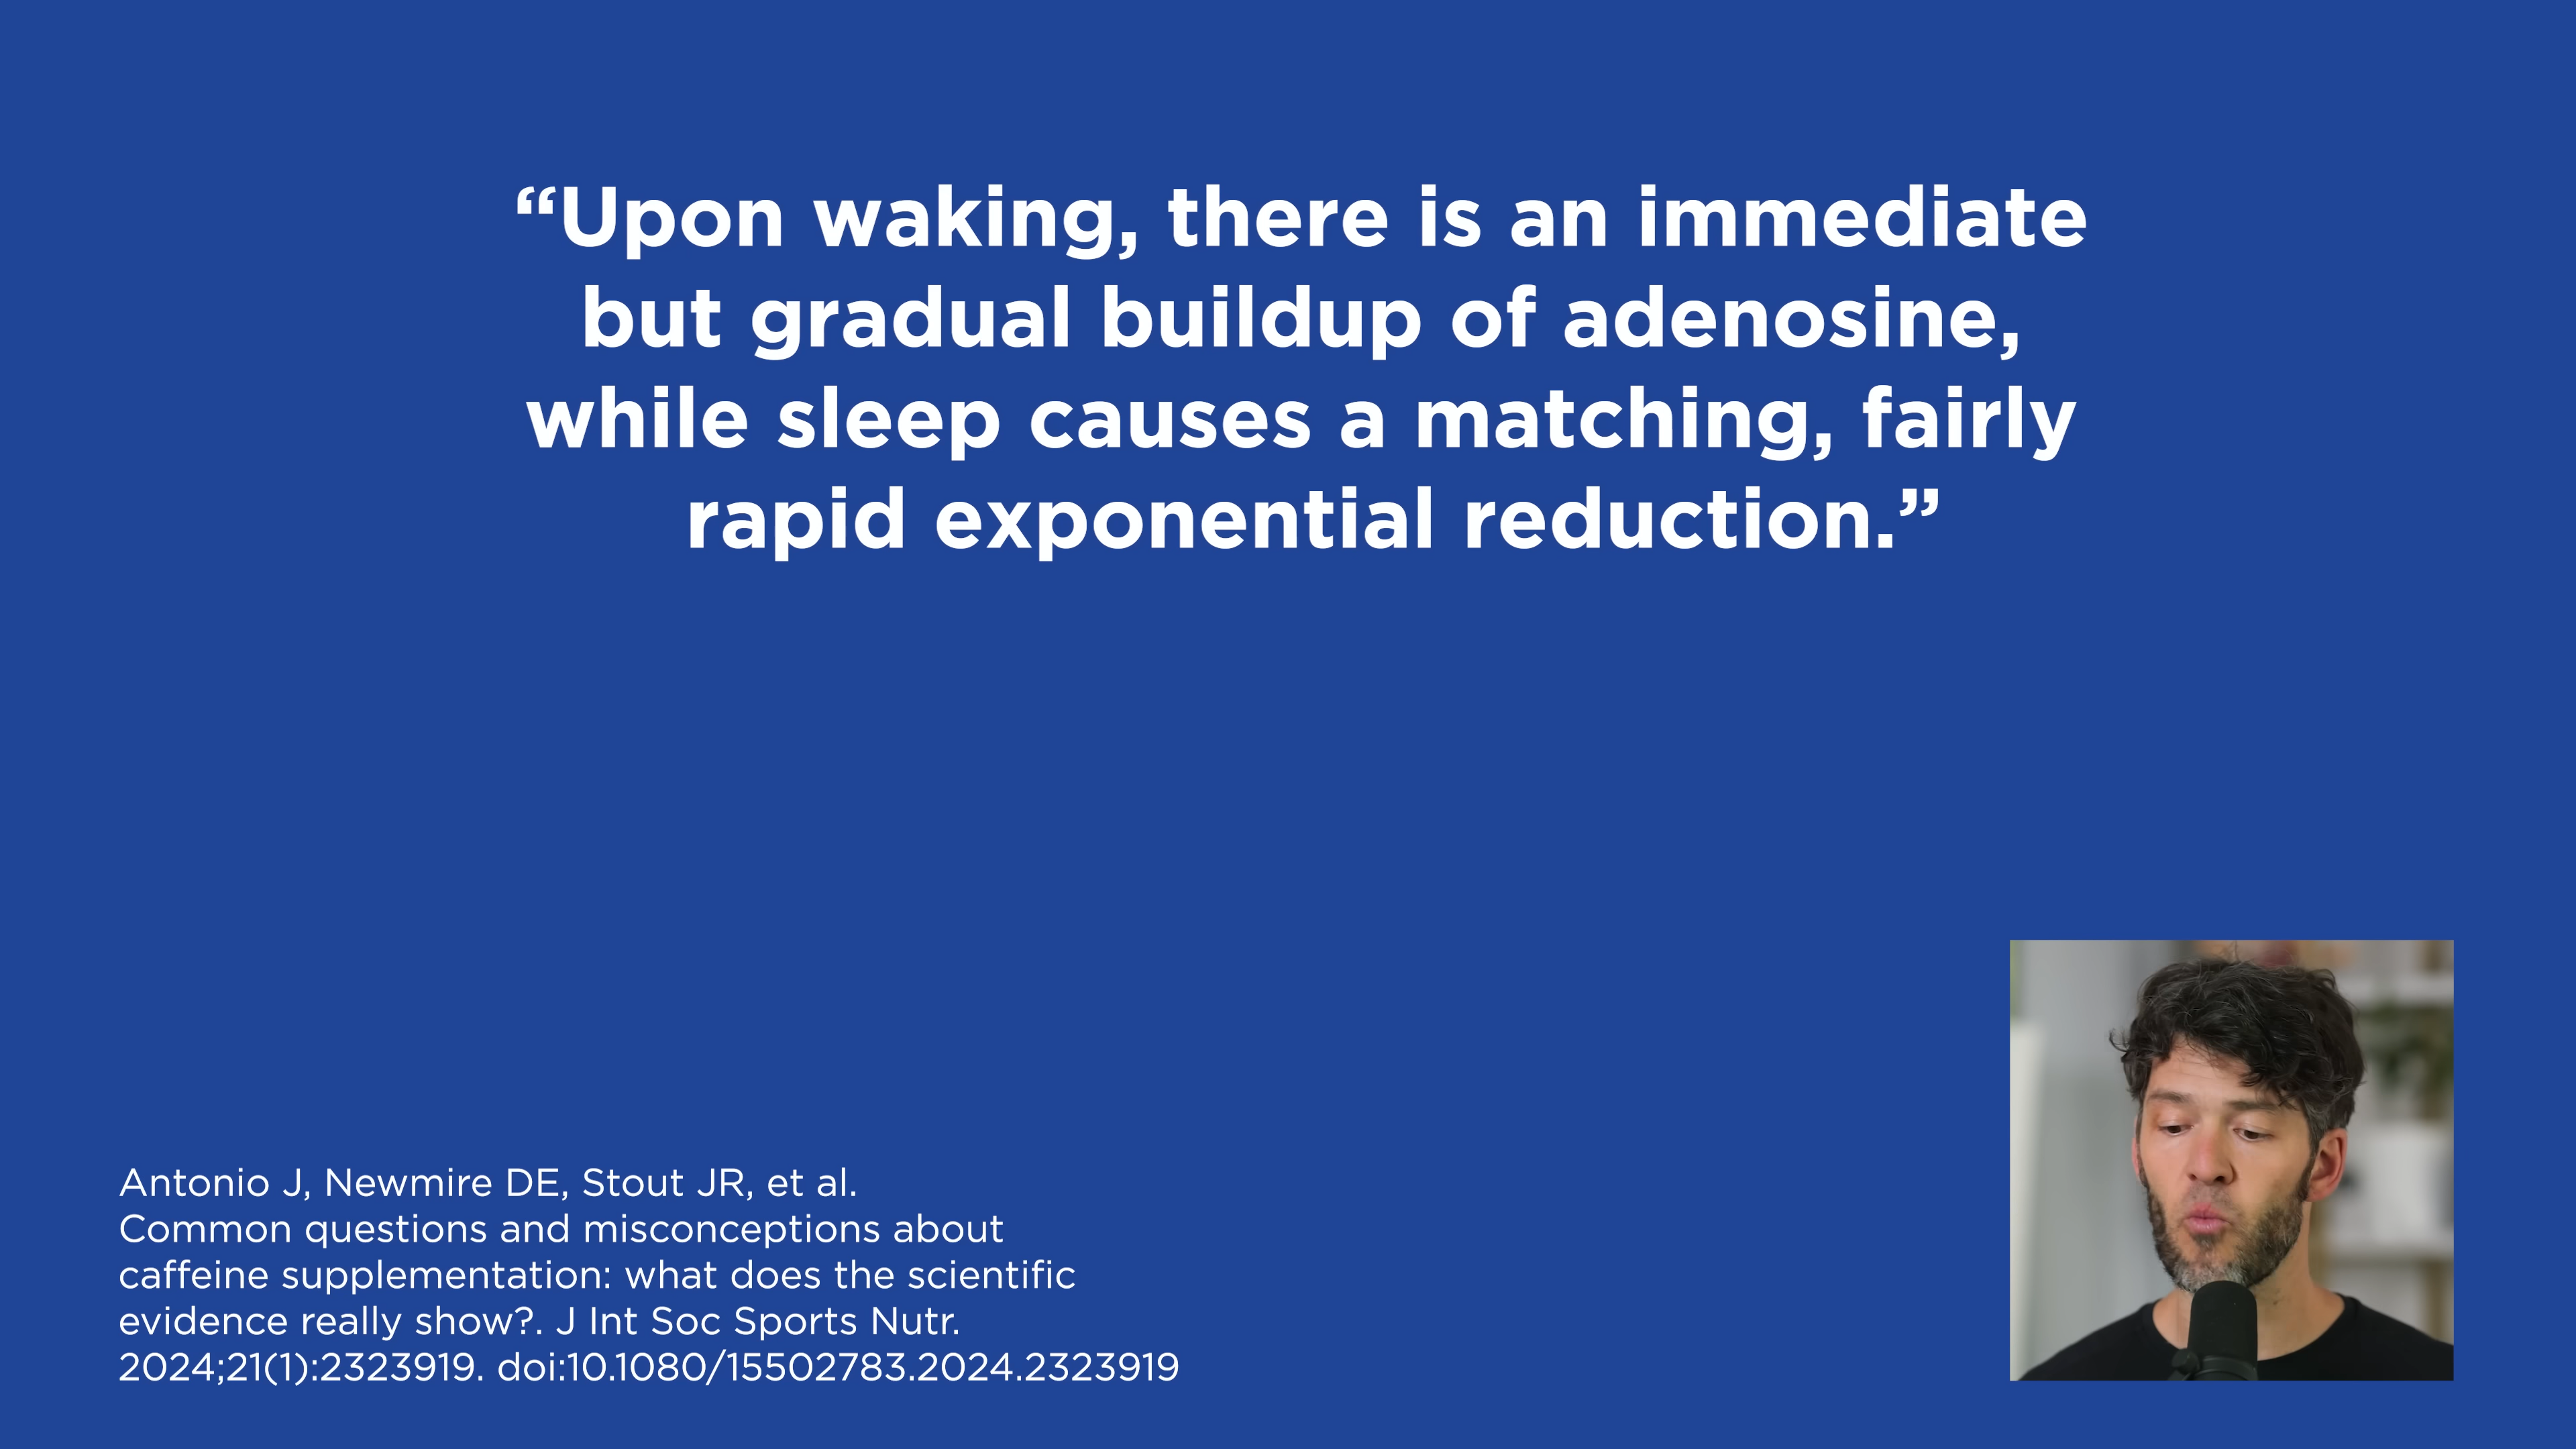 “Upon waking, there is an immediate
but gradual buildup of adenosine,
while sleep causes a matching, fairly
rapid exponential reduction.”
Antonio J, Newmire DE, Stout JR, et al.
Common questions and misconceptions about
caffeine supplementation: what does the scientific
evidence really show?. J Int Soc Sports Nutr.
2024;21(1):2323919. doi:10.1080/15502783.2024.2323919